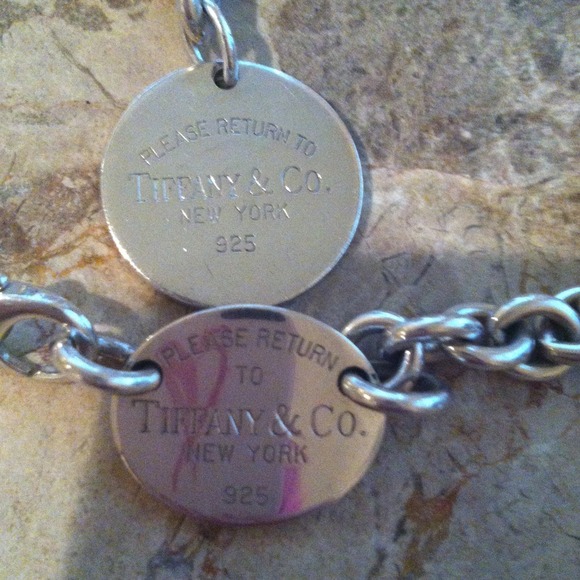 PLEASE RETURN TO
TIFFANY & CO.
NEW YORK
925
PLEASE RETURN
TO
TIFFANY & CO.
NEW YORK
925